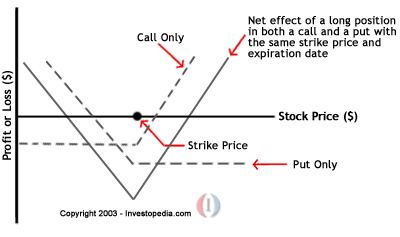 Call Only
Net effect of a long position
in both a call and a put with
the same strike price and
expiration date
Profit or Loss ($)
Stock Price ($)
Strike Price
Put Only
Copyright 2003 - Investopedia.com